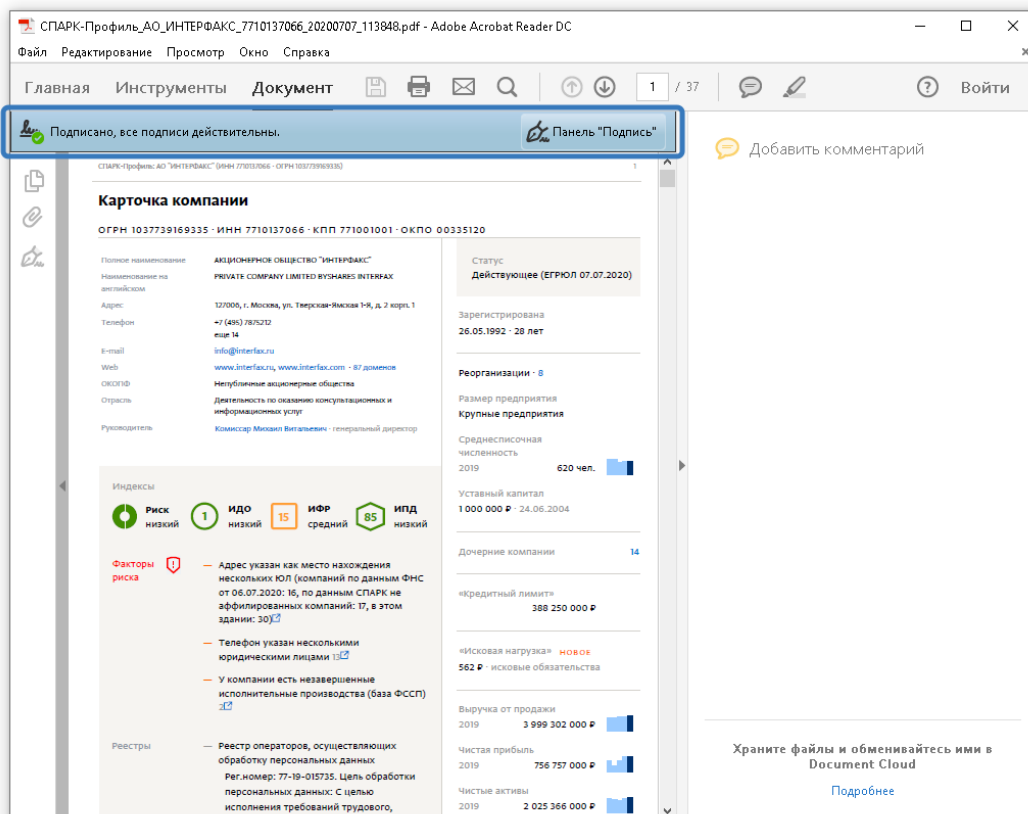 СПАРК-Профиль_АО_ИНТЕРФАКС_7710137066_20200707_113848.pdf - Adobe Acrobat Reader DC
Файл Редактирование Просмотр Окно Справка
Главная Инструменты Документ 1 / 37 Войти
Подписано, все подписи действительны.
Панель "Подпись"
Добавить комментарий
СПАРК-Профиль: АО "ИНТЕРФАКС" (ИНН 7710137066 - ОГРН 1037739169335) 1
Карточка компании
ОГРН 1037739169335 · ИНН 7710137066 · КПП 771001001 · ОКПО 00335120
Полное наименование АКЦИОНЕРНОЕ ОБЩЕСТВО "ИНТЕРФАКС"
Наименование на английском PRIVATE COMPANY LIMITED BYSHARES INTERFAX
Адрес 127006, г. Москва, ул. Тверская-Ямская 1-Я, д. 2 корп. 1
Телефон +7 (495) 7875212
еще 14
E-mail info@interfax.ru
Web www.interfax.ru, www.interfax.com - 87 доменов
ОКОПФ Непубличные акционерные общества
Отрасль Деятельность по оказанию консультационных и
информационных услуг
Руководитель Комиссар Михаил Витальевич - генеральный директор
Индексы
Риск низкий
1 ИДО низкий
15 ИФР средний
85 ИПД низкий
Факторы риска
— Адрес указан как место нахождения
нескольких ЮЛ (компаний по данным ФНС
от 06.07.2020: 16, по данным СПАРК не
аффилированных компаний: 17, в этом
здании: 30)
— Телефон указан несколькими
юридическими лицами 13
— У компании есть незавершенные
исполнительные производства (база ФССП)
2
Реестры
— Реестр операторов, осуществляющих
обработку персональных данных
Рег.номер: 77-19-015735. Цель обработки
персональных данных: С целью
исполнения требований трудового,
Статус
Действующее (ЕГРЮЛ 07.07.2020)
Зарегистрирована
26.05.1992 · 28 лет
Реорганизации · 8
Размер предприятия
Крупные предприятия
Среднесписочная
численность
2019 620 чел.
Уставный капитал
1 000 000 ₽ · 24.06.2004
Дочерние компании 14
«Кредитный лимит»
388 250 000 ₽
«Исковая нагрузка» НОВОЕ
562 ₽ · исковые обязательства
Выручка от продажи
2019 3 999 302 000 ₽
Чистая прибыль
2019 756 757 000 ₽
Чистые активы
2019 2 025 366 000 ₽
Храните файлы и обменивайтесь ими в
Document Cloud
Подробнее